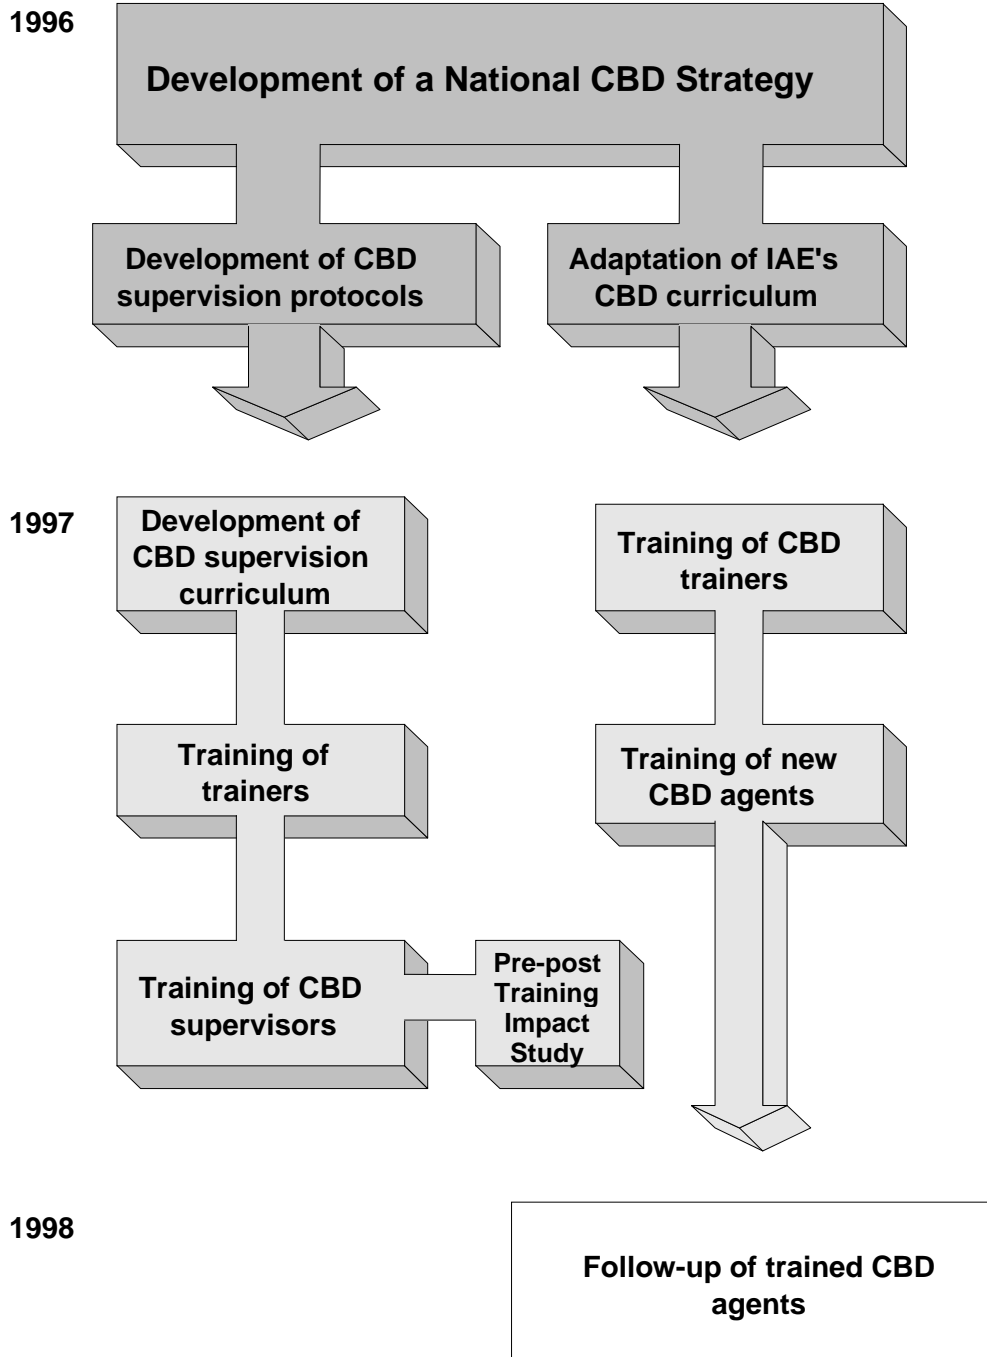 1996
Development of a National CBD Strategy
Development of CBD
supervision protocols
Adaptation of IAE's
CBD curriculum
1997
Development of
CBD supervision
curriculum
Training of CBD
trainers
Training of
trainers
Training of new
CBD agents
Training of CBD
supervisors
Pre-post
Training
Impact
Study
1998
Follow-up of trained CBD
agents